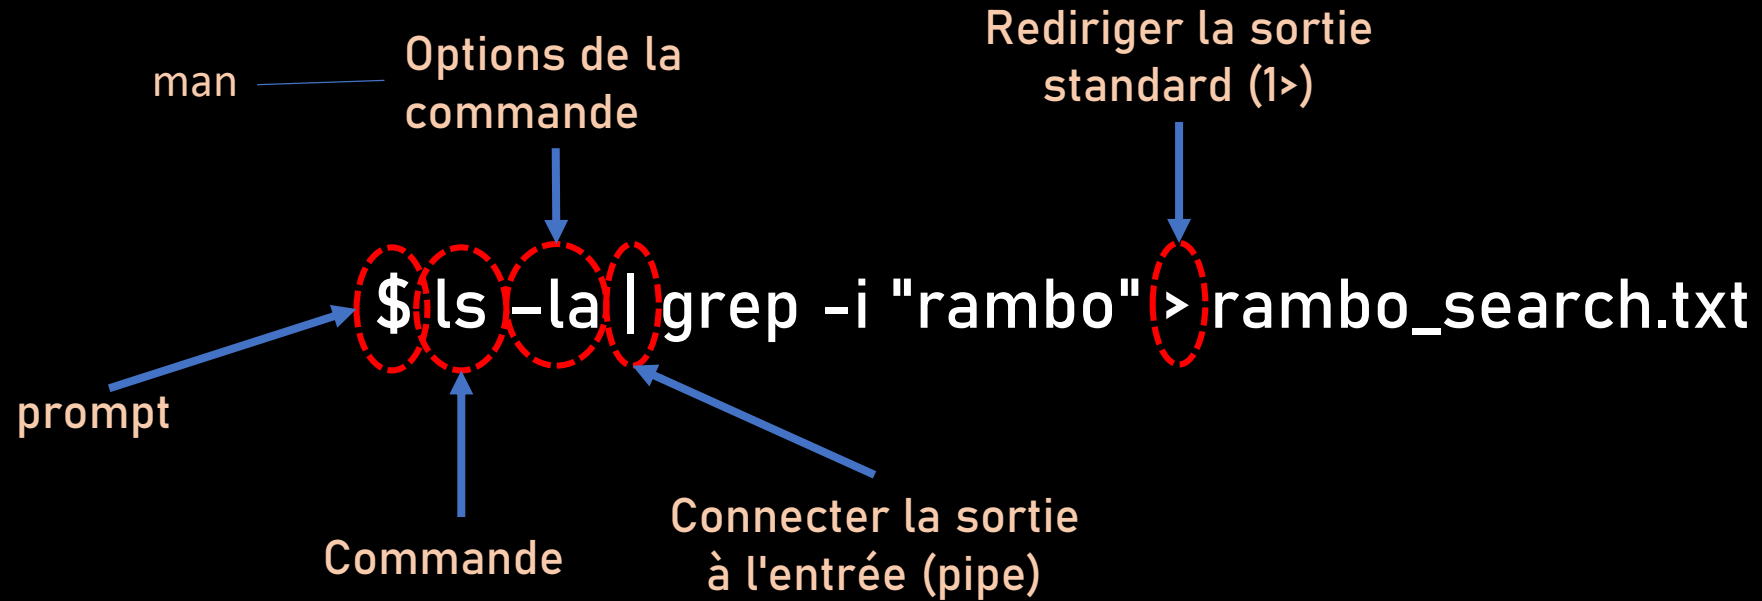 Rediriger la sortie
standard (1>)
Options de la
commande
man
$ ls -la | grep -i "rambo" > rambo_search.txt
prompt
Commande
Connecter la sortie
à l'entrée (pipe)